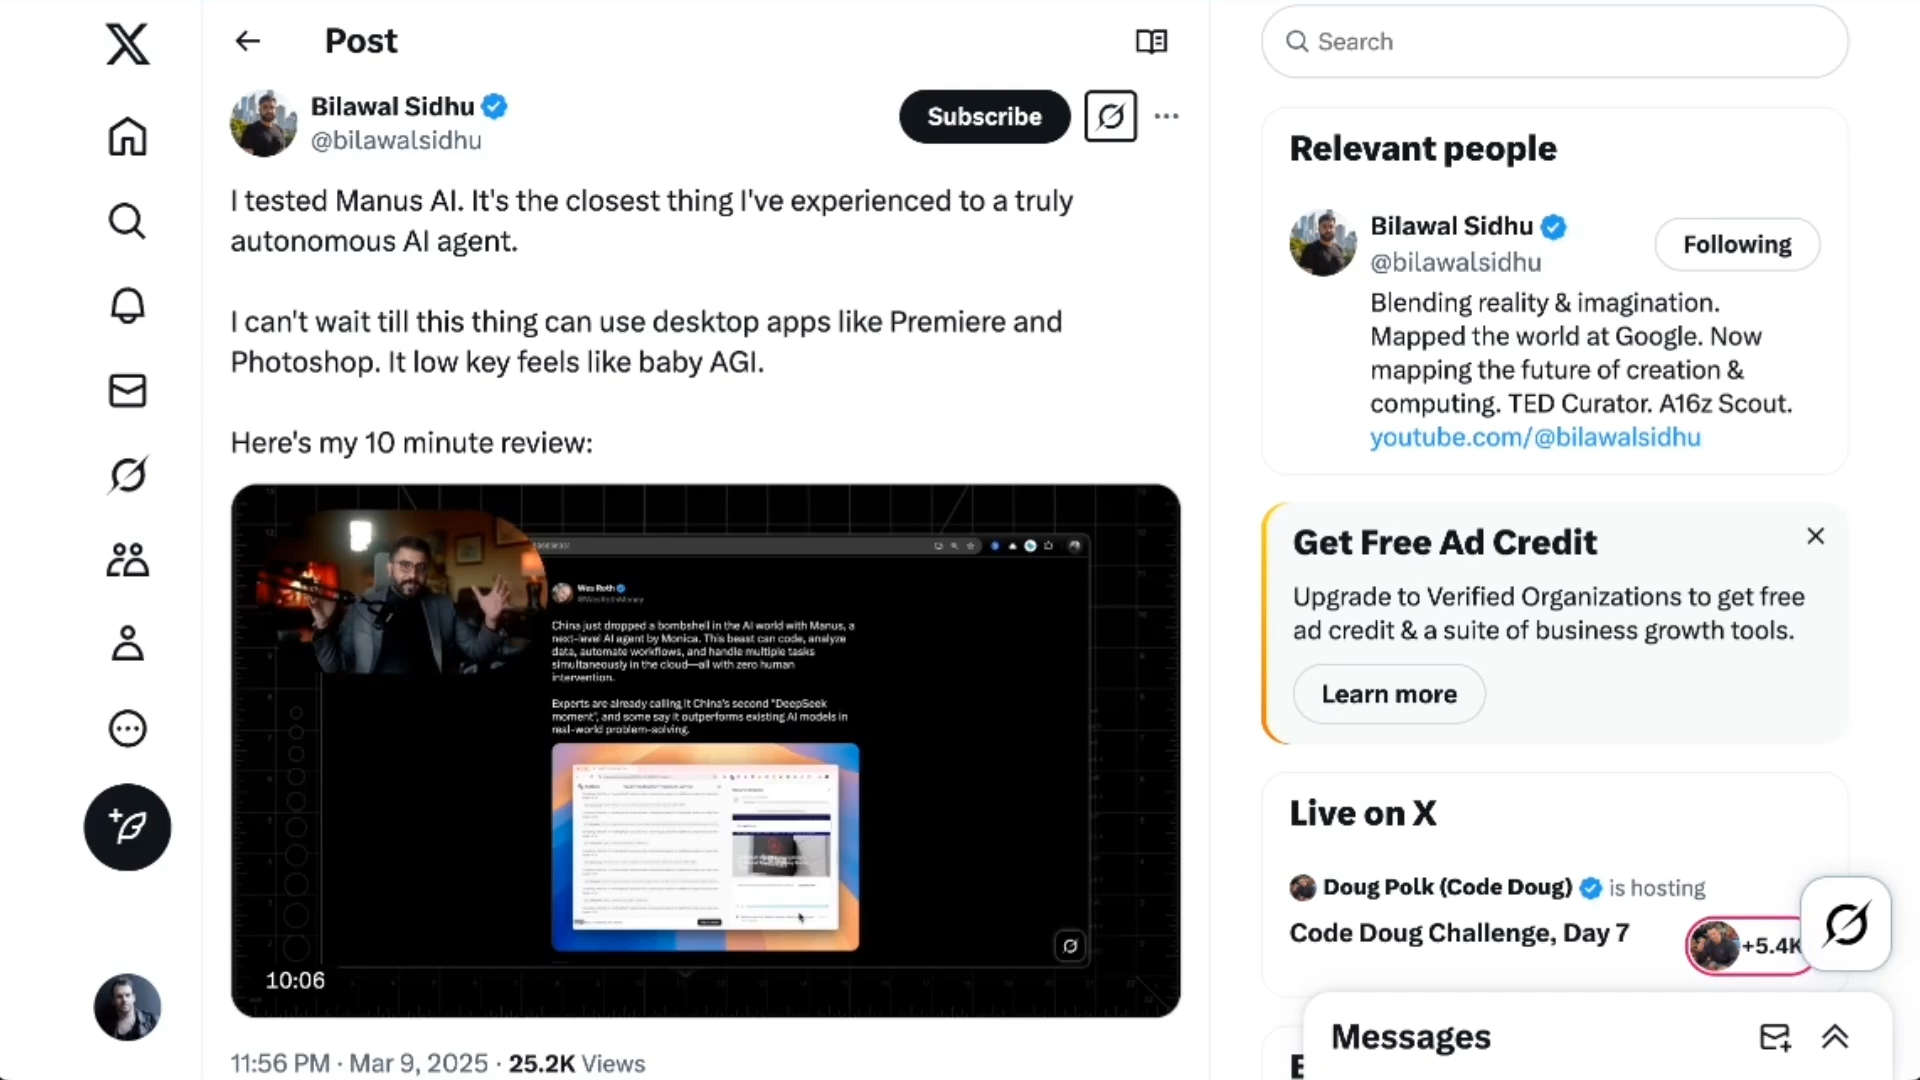 Post
Bilawal Sidhu
@bilawalsidhu
Subscribe
I tested Manus AI. It's the closest thing I've experienced to a truly
autonomous AI agent.
I can't wait till this thing can use desktop apps like Premiere and
Photoshop. It low key feels like baby AGI.
Here's my 10 minute review:
Wes Roth
@WesRothMoney
China just dropped a bombshell in the AI world with Manus, a
next-level AI agent by Monica. This beast can code, analyze
data, automate workflows, and handle multiple tasks
simultaneously in the cloud—all with zero human
intervention.
Experts are already calling it China's second "DeepSeek
moment", and some say it outperforms existing AI models in
real-world problem-solving.
10:06
11:56 PM · Mar 9, 2025 · 25.2K Views
Search
Relevant people
Bilawal Sidhu
@bilawalsidhu
Following
Blending reality & imagination.
Mapped the world at Google. Now
mapping the future of creation &
computing. TED Curator. A16z Scout.
youtube.com/@bilawalsidhu
Get Free Ad Credit
Upgrade to Verified Organizations to get free
ad credit & a suite of business growth tools.
Learn more
Live on X
Doug Polk (Code Doug) is hosting
Code Doug Challenge, Day 7
+5.4K
Messages